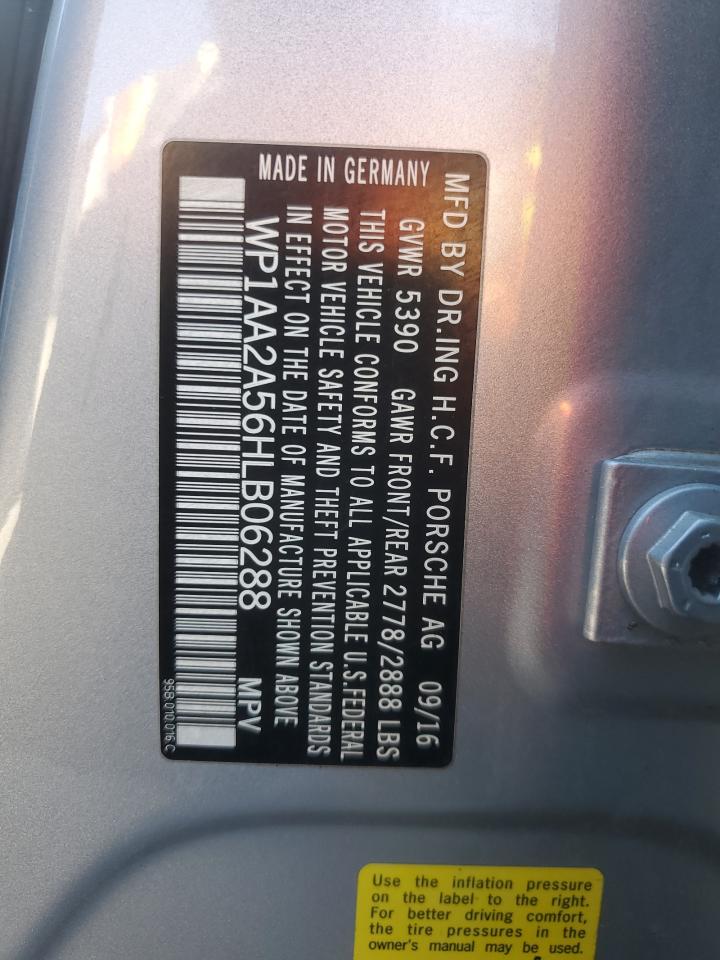 MFD BY DR.ING H.C.F. PORSCHE AG 09/16
GVWR 5390 GAWR FRONT/REAR 2778/2888 LBS
THIS VEHICLE CONFORMS TO ALL APPLICABLE U.S.FEDERAL
MOTOR VEHICLE SAFETY AND THEFT PREVENTION STANDARDS
IN EFFECT ON THE DATE OF MANUFACTURE SHOWN ABOVE
WP1AA2A56HLB06288 MPV
MADE IN GERMANY
95B.010.016 C
Use the inflation pressure
on the label to the right.
For better driving comfort,
the tire pressures in the
owner's manual may be used.